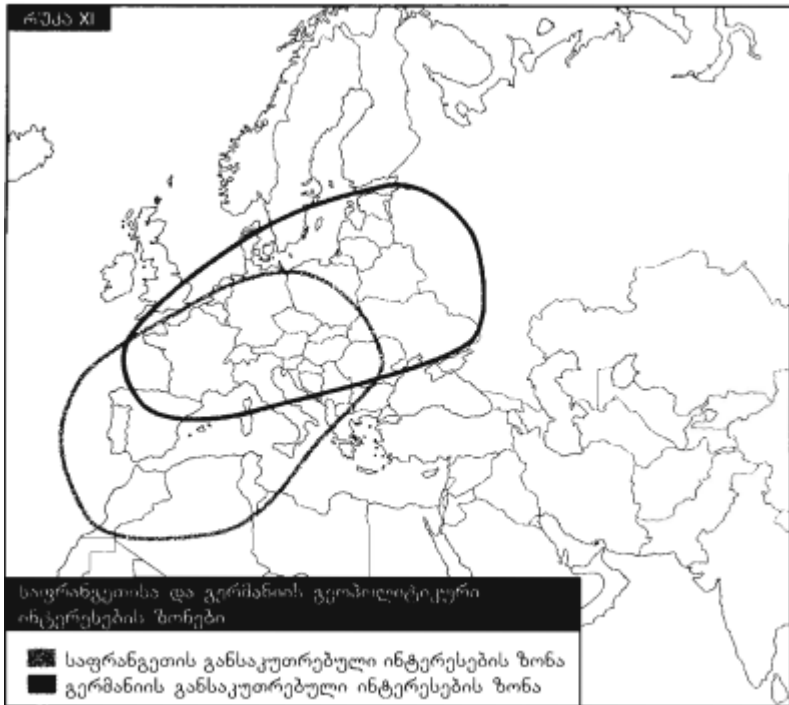 რუკა XI
საფრანგეთისა და გერმანიის გეოპოლიტიკური
ინტერესების ზონები
საფრანგეთის განსაკუთრებული ინტერესების ზონა
გერმანიის განსაკუთრებული ინტერესების ზონა